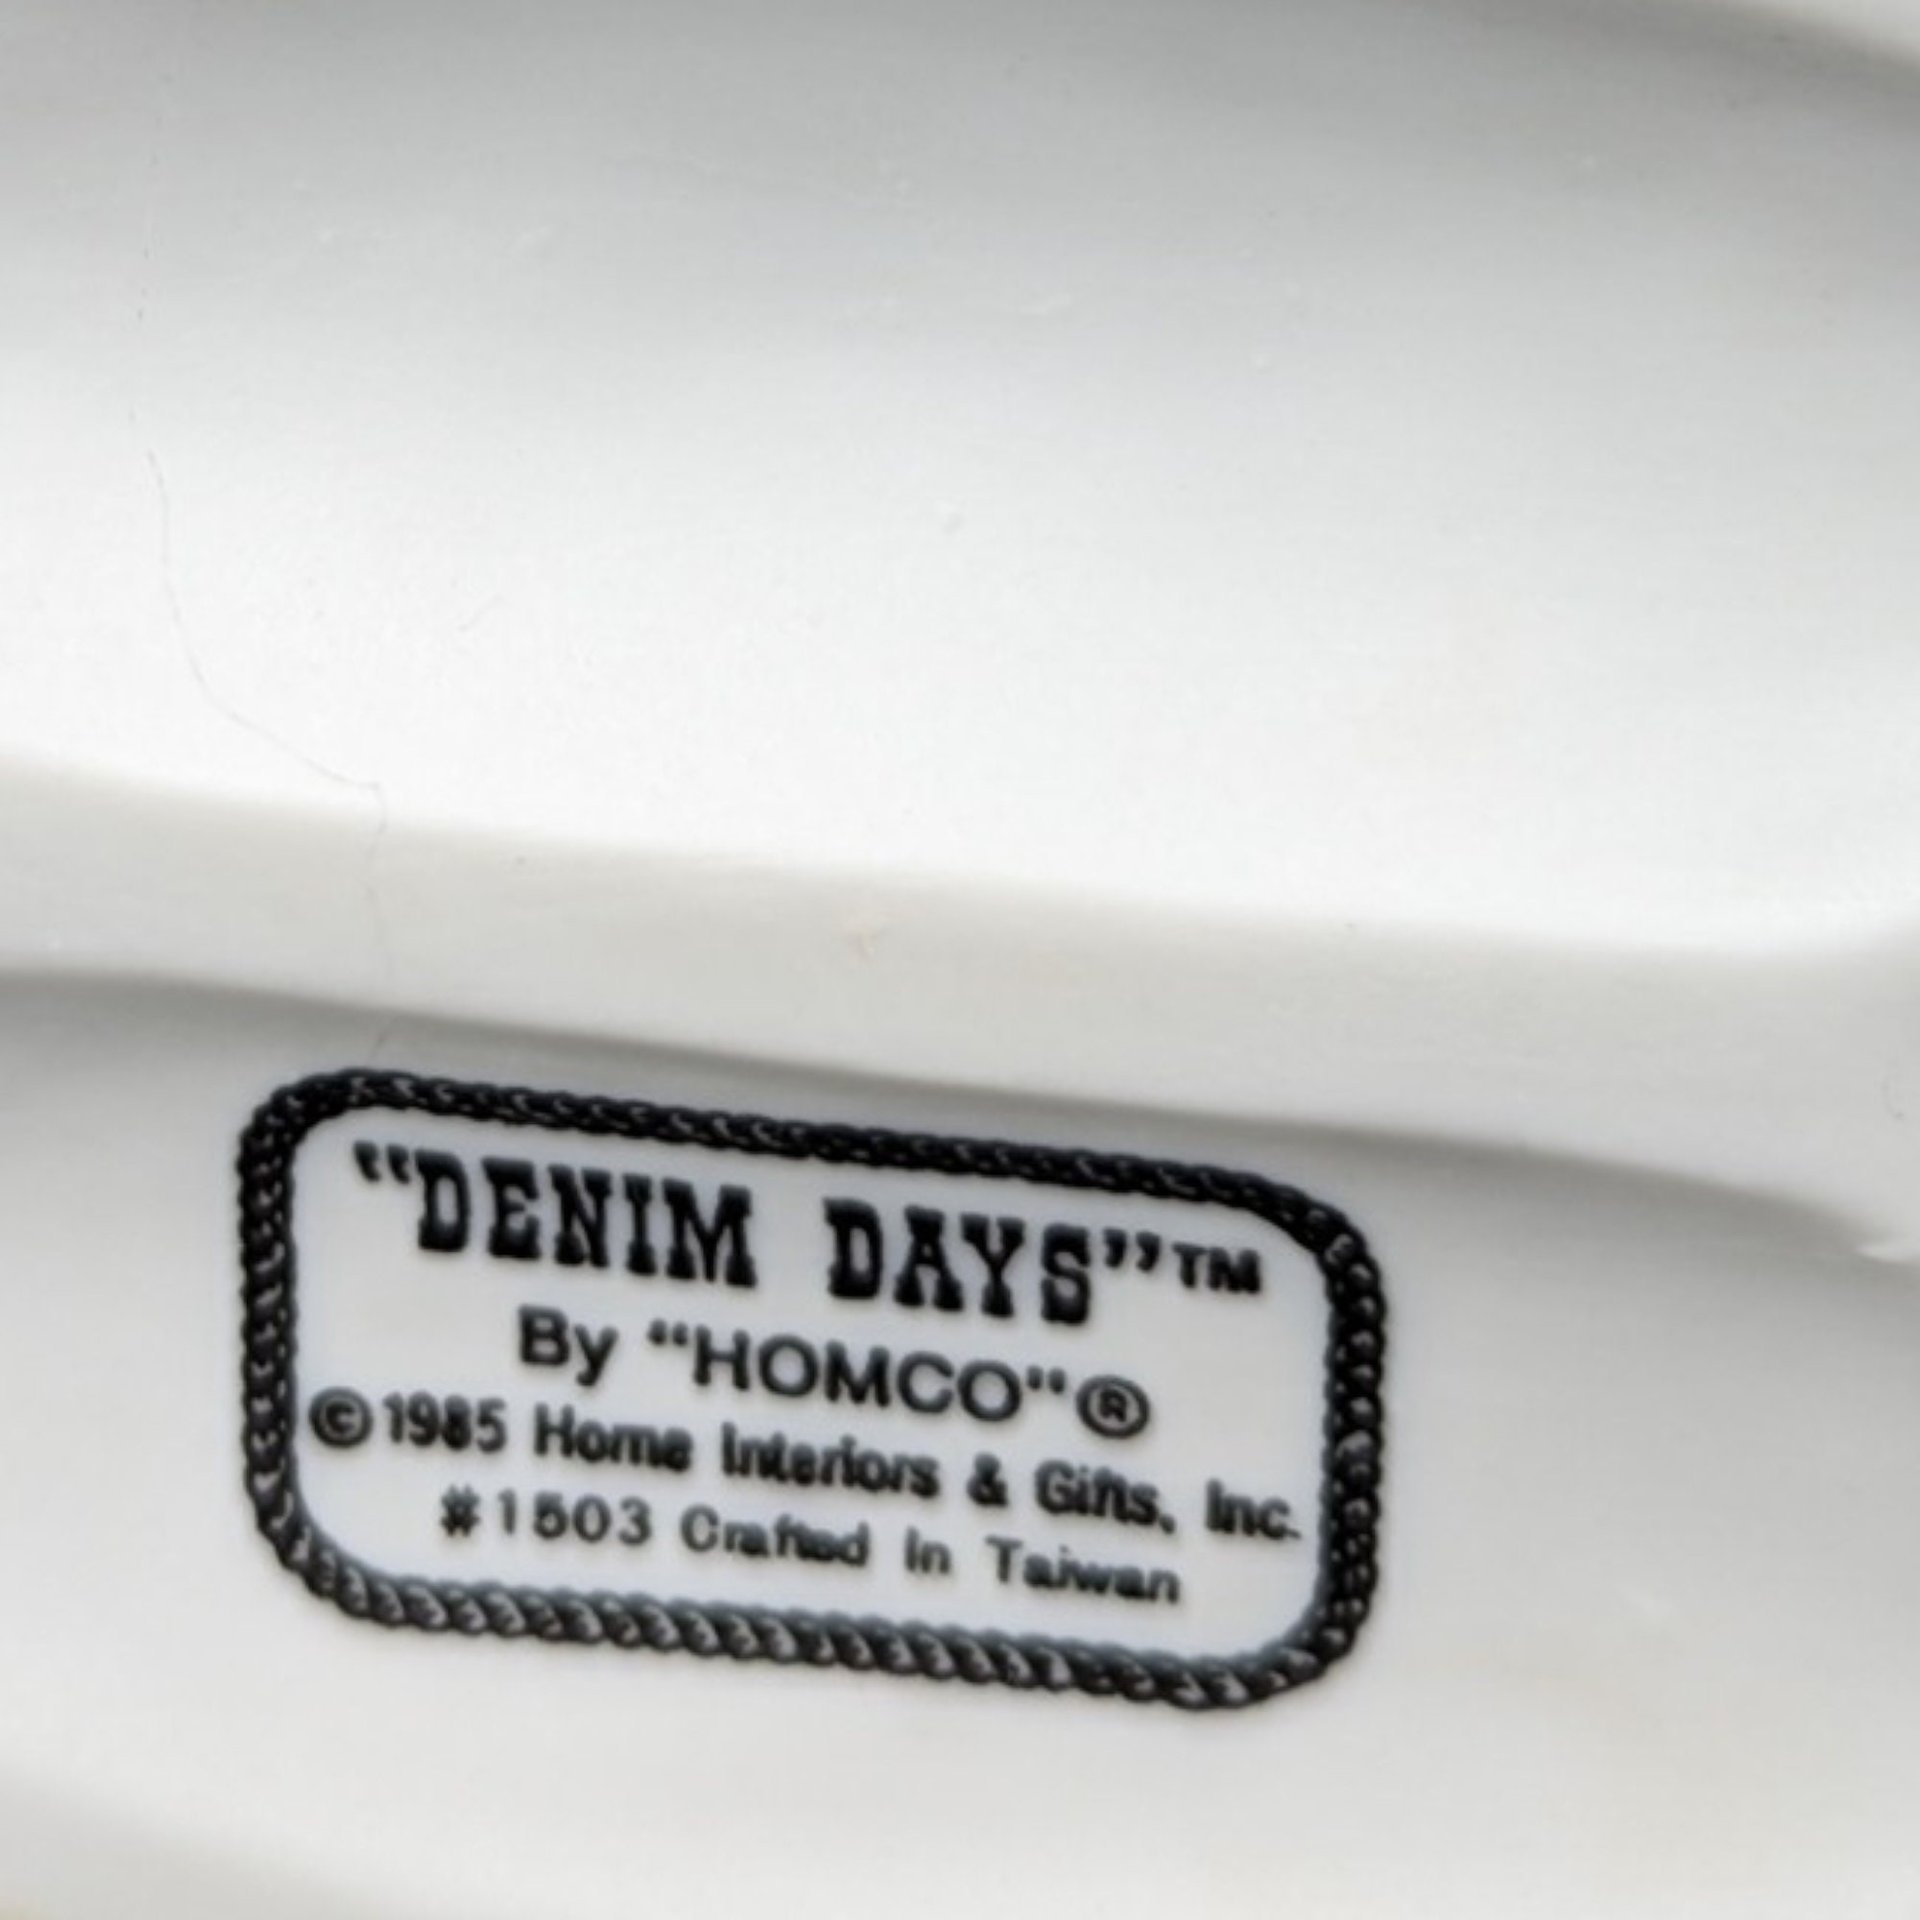 “DENIM DAYS”™
By “HOMCO“®
©1985 Home Interiors & Gifts, Inc.
#1503 Crafted In Taiwan